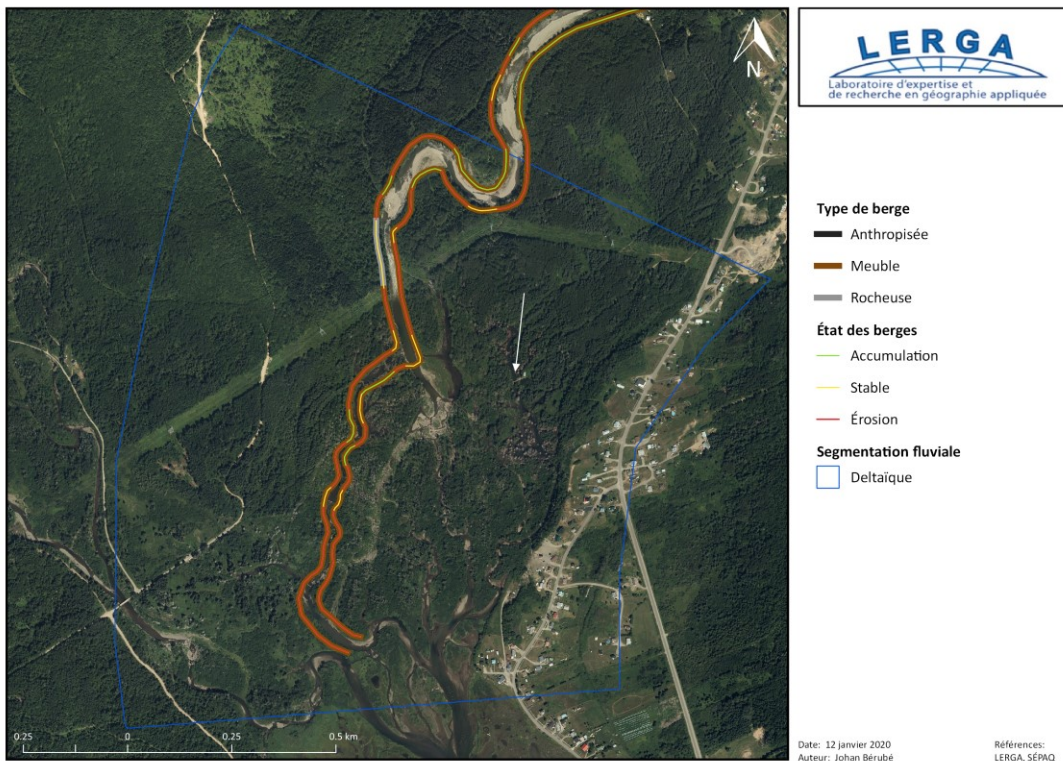 N
0.25
0
0.25
0.5 km
LERGA
Laboratoire d'expertise et
de recherche en géographie appliquée
Type de berge
Anthropisée
Meuble
Rocheuse
État des berges
Accumulation
Stable
Érosion
Segmentation fluviale
Deltaïque
Date: 12 janvier 2020
Auteur: Johan Bérubé
Références:
LERGA, SÉPAQ